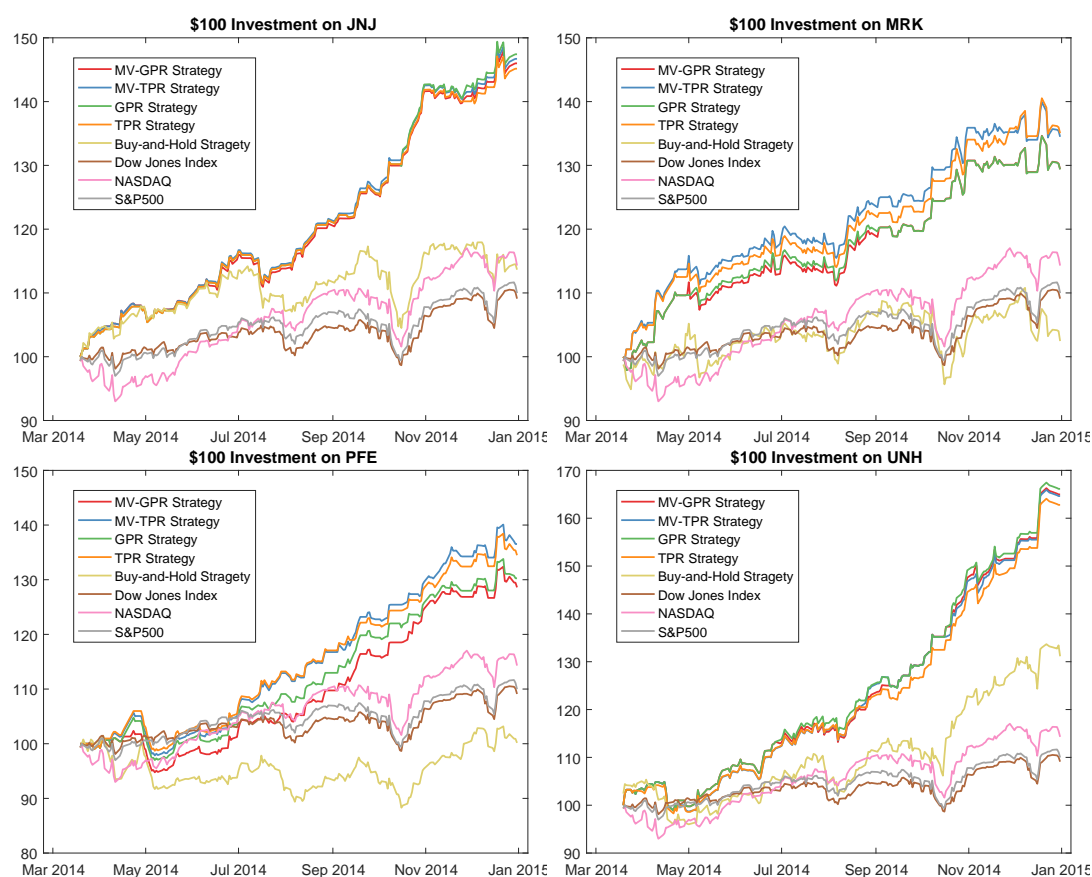 $100 Investment on JNJ
150
140
130
120
110
100
90
MV-GPR Strategy
MV-TPR Strategy
GPR Strategy
TPR Strategy
Buy-and-Hold Stragety
Dow Jones Index
NASDAQ
S&P500
Mar 2014 May 2014 Jul 2014 Sep 2014 Nov 2014 Jan 2015
$100 Investment on MRK
150
140
130
120
110
100
90
MV-GPR Strategy
MV-TPR Strategy
GPR Strategy
TPR Strategy
Buy-and-Hold Stragety
Dow Jones Index
NASDAQ
S&P500
Mar 2014 May 2014 Jul 2014 Sep 2014 Nov 2014 Jan 2015
$100 Investment on PFE
150
140
130
120
110
100
90
80
MV-GPR Strategy
MV-TPR Strategy
GPR Strategy
TPR Strategy
Buy-and-Hold Stragety
Dow Jones Index
NASDAQ
S&P500
Mar 2014 May 2014 Jul 2014 Sep 2014 Nov 2014 Jan 2015
$100 Investment on UNH
170
160
150
140
130
120
110
100
90
MV-GPR Strategy
MV-TPR Strategy
GPR Strategy
TPR Strategy
Buy-and-Hold Stragety
Dow Jones Index
NASDAQ
S&P500
Mar 2014 May 2014 Jul 2014 Sep 2014 Nov 2014 Jan 2015